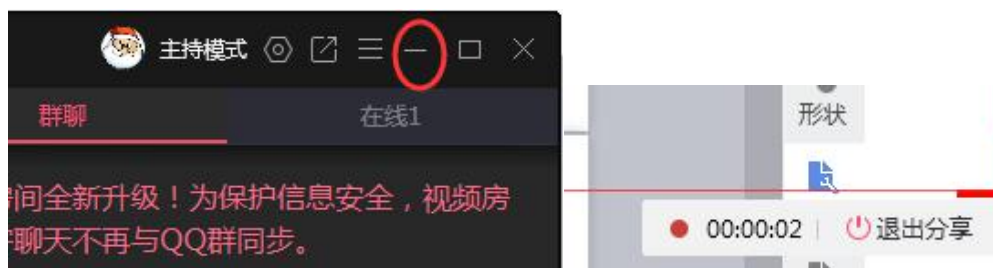 主持模式
群聊
在线1
间全新升级！为保护信息安全，视频房
聊天不再与QQ群同步。
形状
00:00:02
退出分享